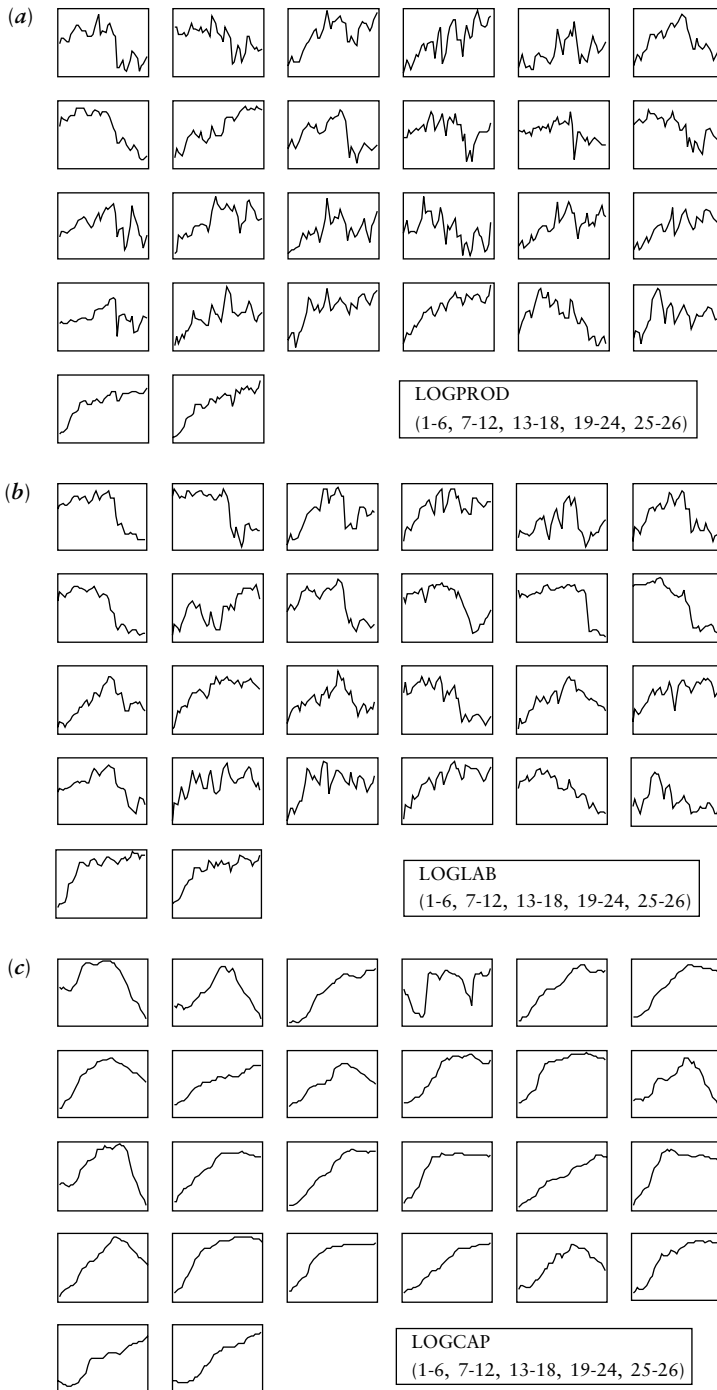 (a)
LOGPROD
(1-6, 7-12, 13-18, 19-24, 25-26)
(b)
LOGLAB
(1-6, 7-12, 13-18, 19-24, 25-26)
(c)
LOGCAP
(1-6, 7-12, 13-18, 19-24, 25-26)